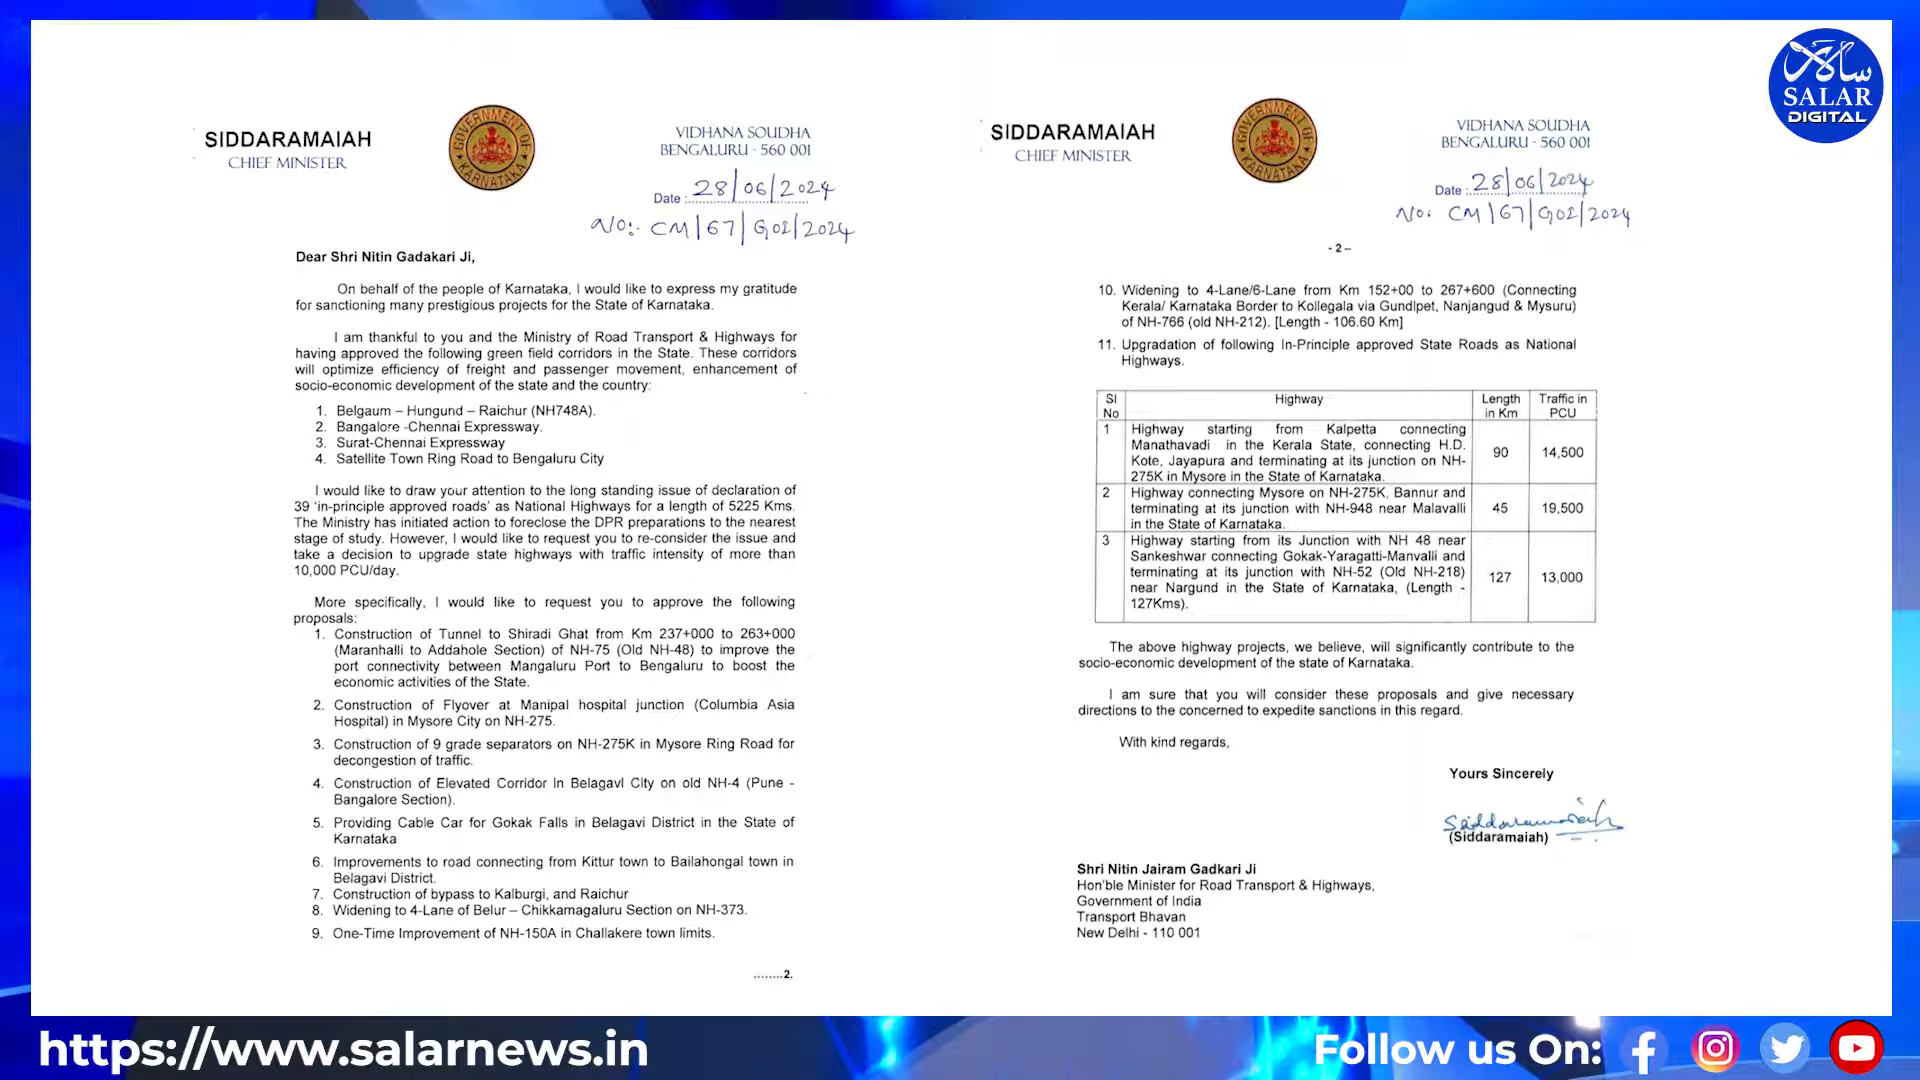 SIDDARAMAIAH
CHIEF MINISTER
GOVERNMENT OF KARNATAKA
VIDHANA SOUDHA
BENGALURU - 560 001
Date : 28/06/2024
No:- CM/67/GOI/2024
Dear Shri Nitin Gadakari Ji,
On behalf of the people of Karnataka, I would like to express my gratitude
for sanctioning many prestigious projects for the State of Karnataka.
I am thankful to you and the Ministry of Road Transport & Highways for
having approved the following green field corridors in the State. These corridors
will optimize efficiency of freight and passenger movement, enhancement of
socio-economic development of the state and the country:
1. Belgaum – Hungund – Raichur (NH748A).
2. Bangalore -Chennai Expressway.
3. Surat-Chennai Expressway
4. Satellite Town Ring Road to Bengaluru City
I would like to draw your attention to the long standing issue of declaration of
39 ‘in-principle approved roads’ as National Highways for a length of 5225 Kms.
The Ministry has initiated action to foreclose the DPR preparations to the nearest
stage of study. However, I would like to request you to re-consider the issue and
take a decision to upgrade state highways with traffic intensity of more than
10,000 PCU/day.
More specifically, I would like to request you to approve the following
proposals:
1. Construction of Tunnel to Shiradi Ghat from Km 237+000 to 263+000
(Maranhalli to Addahole Section) of NH-75 (Old NH-48) to improve the
port connectivity between Mangaluru Port to Bengaluru to boost the
economic activities of the State.
2. Construction of Flyover at Manipal hospital junction (Columbia Asia
Hospital) in Mysore City on NH-275.
3. Construction of 9 grade separators on NH-275K in Mysore Ring Road for
decongestion of traffic.
4. Construction of Elevated Corridor in Belagavi City on old NH-4 (Pune -
Bangalore Section).
5. Providing Cable Car for Gokak Falls in Belagavi District in the State of
Karnataka
6. Improvements to road connecting from Kittur town to Bailahongal town in
Belagavi District.
7. Construction of bypass to Kalburgi, and Raichur
8. Widening to 4-Lane of Belur – Chikkamagaluru Section on NH-373.
9. One-Time Improvement of NH-150A in Challakere town limits.
........2.
SIDDARAMAIAH
CHIEF MINISTER
GOVERNMENT OF KARNATAKA
VIDHANA SOUDHA
BENGALURU - 560 001
Date : 28/06/2024
No: CM/67/GOI/2024
- 2 –
10. Widening to 4-Lane/6-Lane from Km 152+00 to 267+600 (Connecting
Kerala/ Karnataka Border to Kollegala via Gundlpet, Nanjangud & Mysuru)
of NH-766 (old NH-212). [Length - 106.60 Km]
11. Upgradation of following In-Principle approved State Roads as National
Highways.
Sl No Highway Length in Km Traffic in PCU
1 Highway starting from Kalpetta connecting
Manathavadi in the Kerala State, connecting H.D.
Kote, Jayapura and terminating at its junction on NH-
275K in Mysore in the State of Karnataka.
90 14,500
2 Highway connecting Mysore on NH-275K, Bannur and
terminating at its junction with NH-948 near Malavalli
in the State of Karnataka.
45 19,500
3 Highway starting from its Junction with NH 48 near
Sankeshwar connecting Gokak-Yaragatti-Manvalli and
terminating at its junction with NH-52 (Old NH-218)
near Nargund in the State of Karnataka, (Length -
127Kms).
127 13,000
The above highway projects, we believe, will significantly contribute to the
socio-economic development of the state of Karnataka.
I am sure that you will consider these proposals and give necessary
directions to the concerned to expedite sanctions in this regard.
With kind regards,
Yours Sincerely
Siddaramaiah
(Siddaramaiah)
Shri Nitin Jairam Gadkari Ji
Hon'ble Minister for Road Transport & Highways,
Government of India
Transport Bhavan
New Delhi - 110 001
سالار
SALAR
DIGITAL
https://www.salarnews.in
Follow us On: